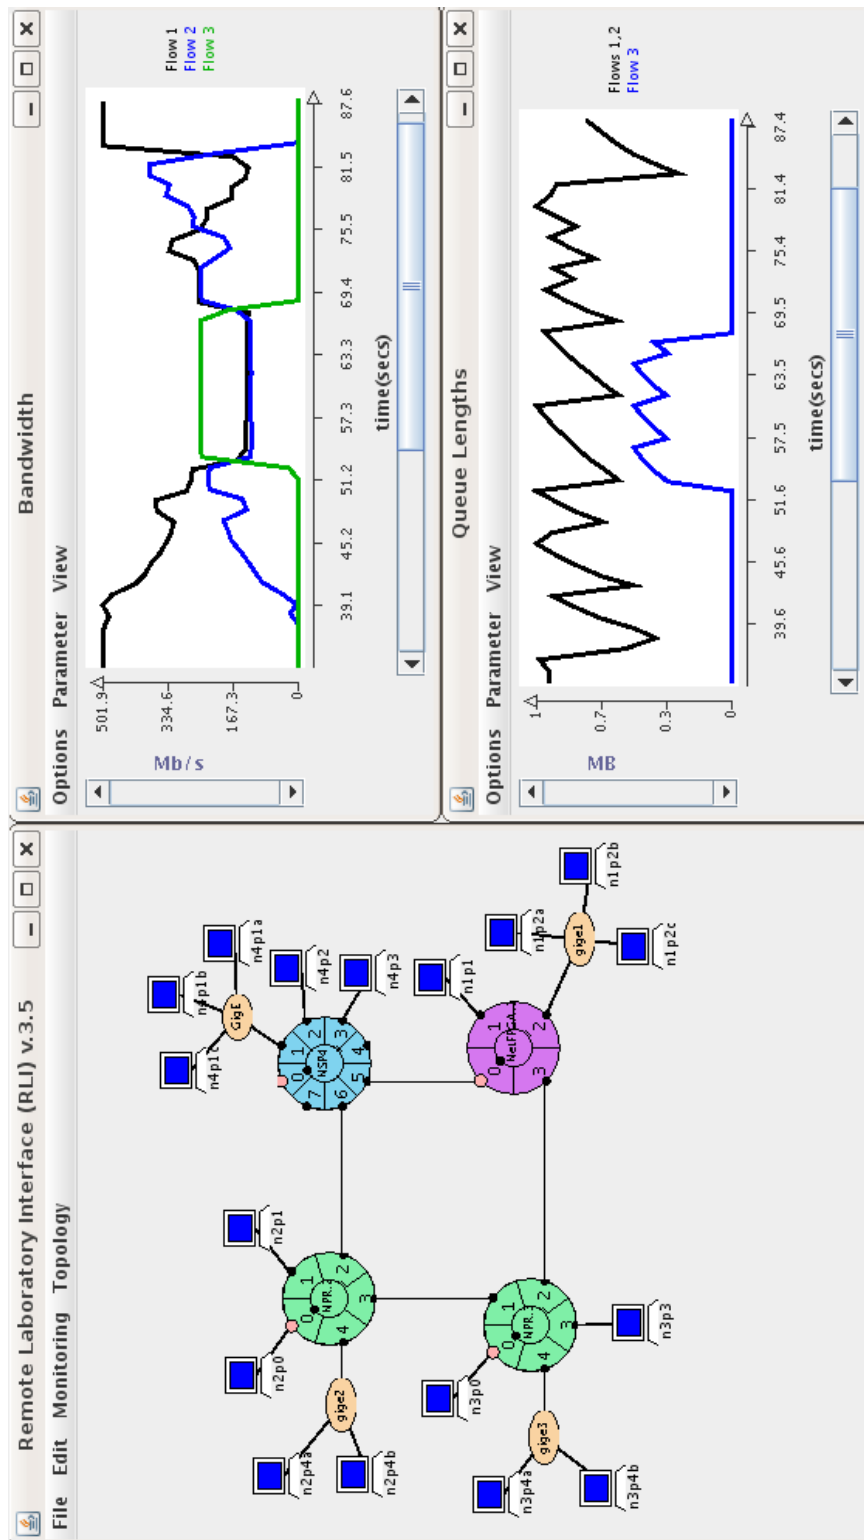 Remote Laboratory Interface (RLI) v.3.5
File Edit Monitoring Topology
n4p1c
n4p1b
n4p1a
GigE
n4p2
n4p3
n2p1
n2p0
0 1 2 3 4 5 6 7
NSP4
0 1 2 3 4
NPR.2
gige2
n2p4a
n2p4b
n1p1
n3p0
0 1 2 3
0 1 2 3 4
gige3
n3p4a
n3p4b
n3p3
gige1
n1p2a
n1p2b
n1p2c
Bandwidth
Options Parameter View
Flow 1
Flow 2
Flow 3
501.9
334.6
167.3
0
Mb/s
39.1 45.2 51.2 57.3 63.3 69.4 75.5 81.5 87.6
time(secs)
Queue Lengths
Options Parameter View
Flows 1,2
Flow 3
1
0.7
0.3
0
MB
39.6 45.6 51.6 57.5 63.5 69.5 75.4 81.4 87.4
time(secs)